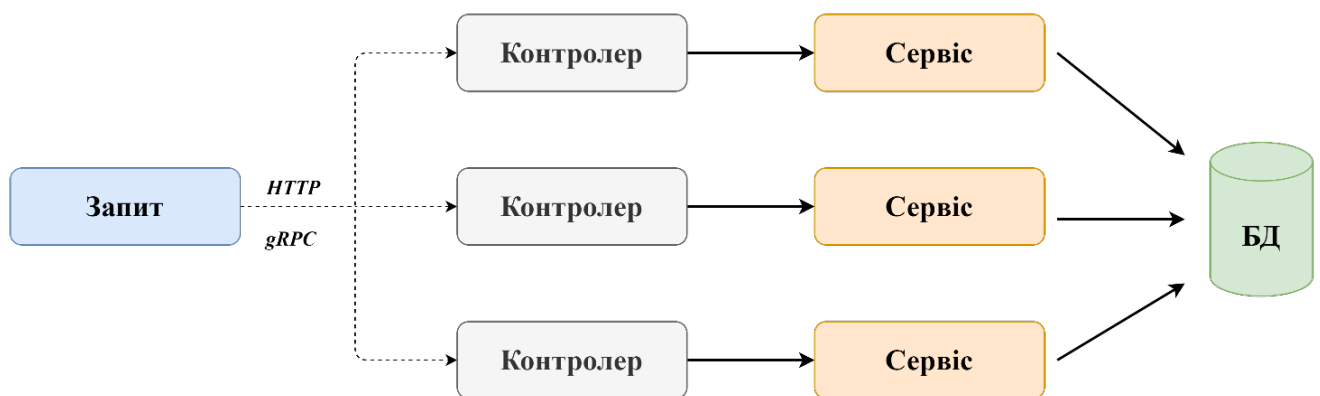 Контролер
Сервіс
Запит
HTTP
gRPC
Контролер
Сервіс
БД
Контролер
Сервіс